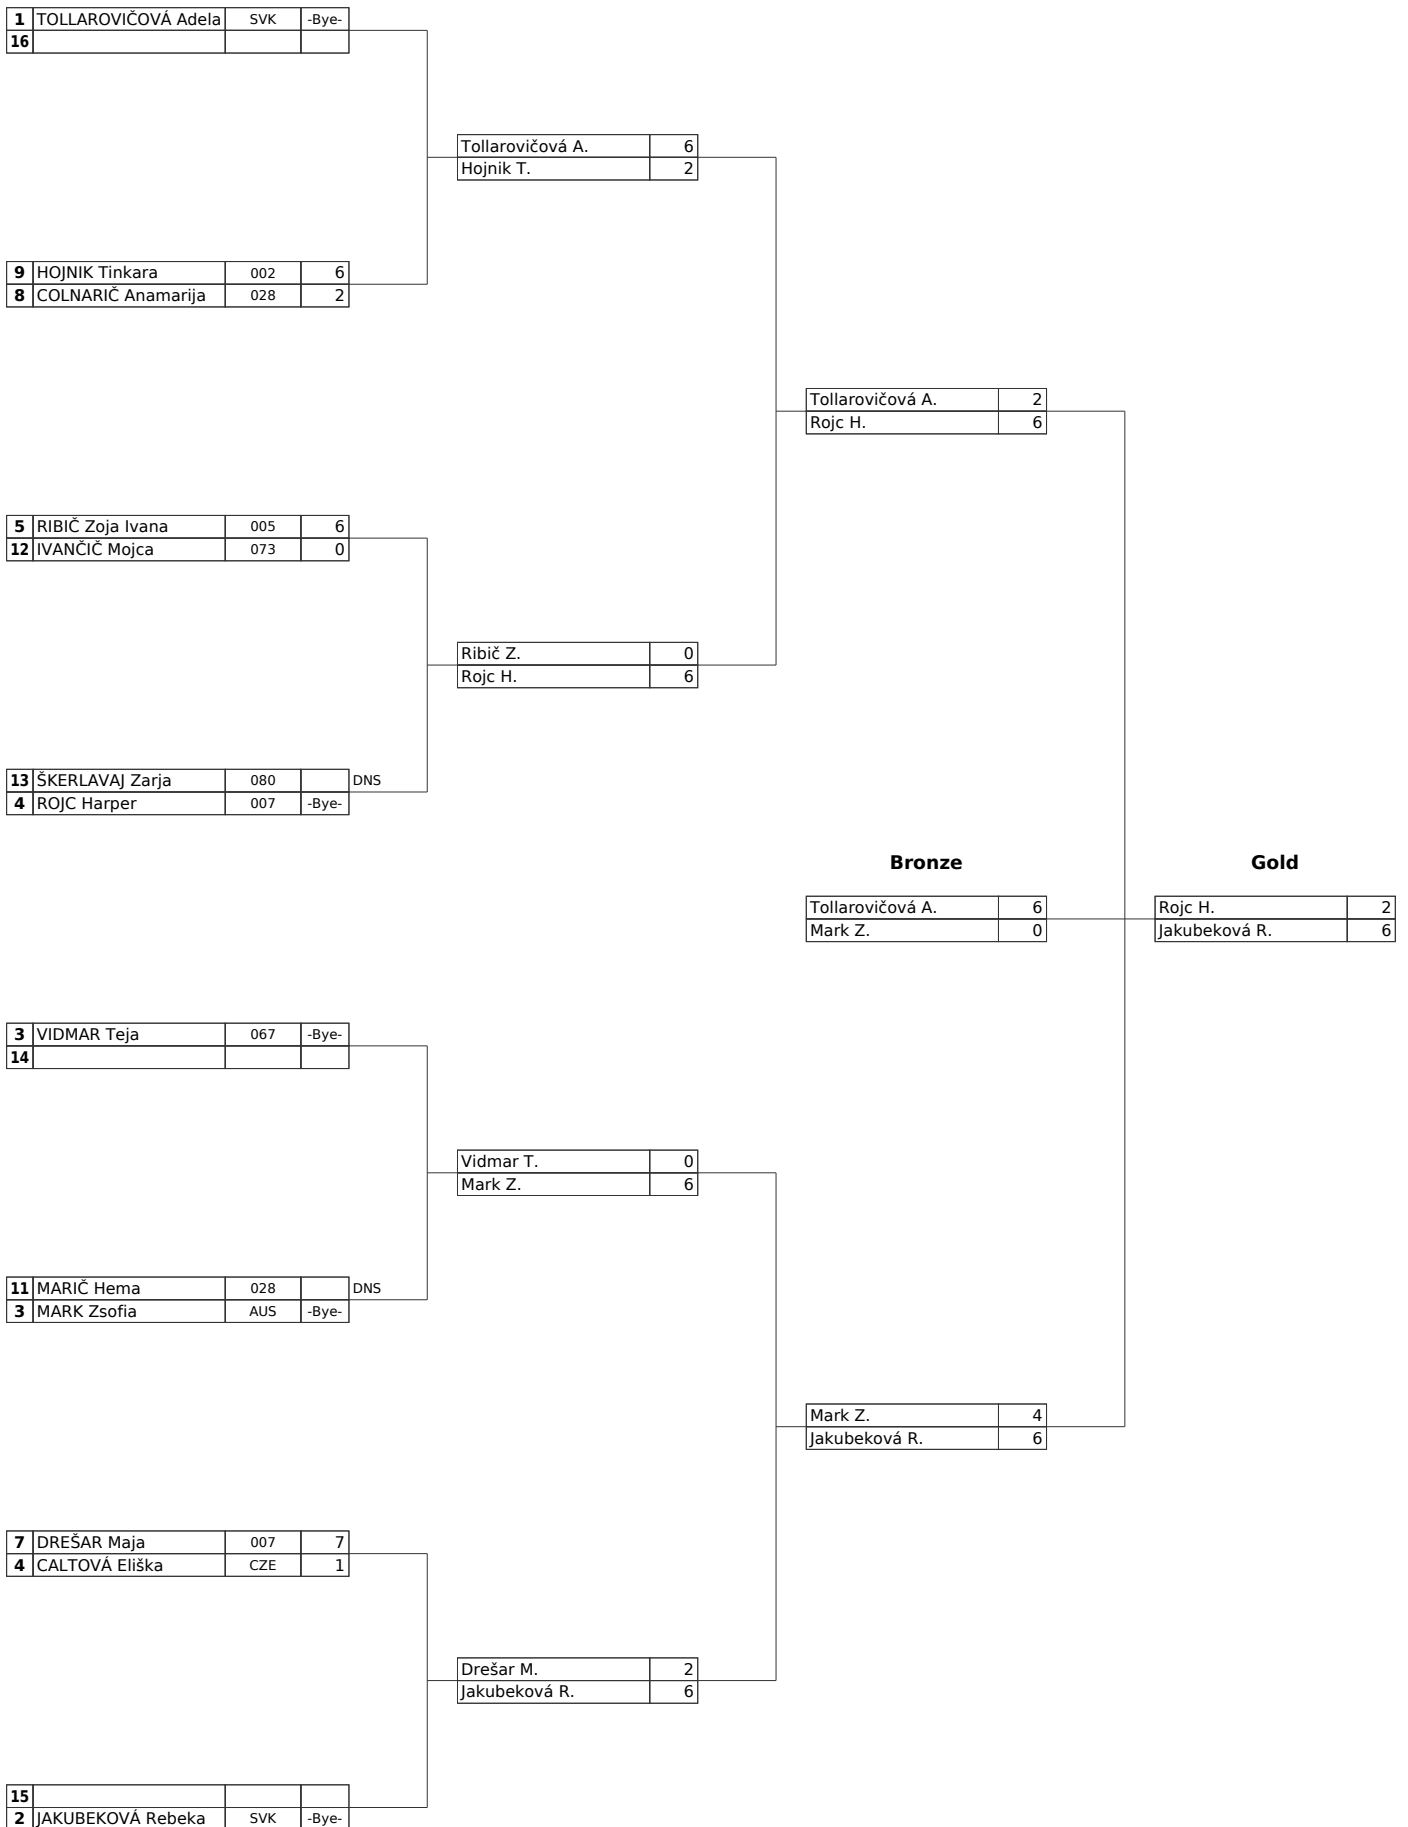 1 TOLLAROVIČOVÁ Adela SVK -Bye-
16
Tollarovičová A. 6
Hojnik T. 2
9 HOJNIK Tinkara 002 6
8 COLNARIČ Anamarija 028 2
Tollarovičová A. 2
Rojc H. 6
5 RIBIČ Zoja Ivana 005 6
12 IVANČIČ Mojca 073 0
Ribič Z. 0
Rojc H. 6
13 ŠKERLAVAJ Zarja 080 DNS
4 ROJC Harper 007 -Bye-
Bronze Gold
Tollarovičová A. 6 Rojc H. 2
Mark Z. 0 Jakubeková R. 6
3 VIDMAR Teja 067 -Bye-
14
Vidmar T. 0
Mark Z. 6
11 MARIČ Hema 028 DNS
3 MARK Zsofia AUS -Bye-
Mark Z. 4
Jakubeková R. 6
7 DREŠAR Maja 007 7
4 CALTOVÁ Eliška CZE 1
Drešar M. 2
Jakubeková R. 6
15
2 JAKUBEKOVÁ Rebeka SVK -Bye-